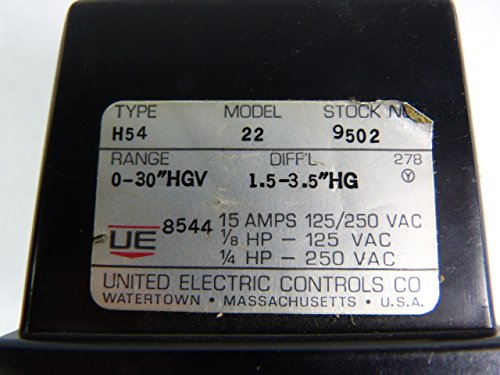 TYPE MODEL STOCK NO
H54 22 9502
RANGE DIFF'L 278
0-30"HGV 1.5-3.5"HG Y
UE 8544 15 AMPS 125/250 VAC
1/8 HP - 125 VAC
1/4 HP - 250 VAC
UNITED ELECTRIC CONTROLS CO
WATERTOWN • MASSACHUSETTS • U.S.A.